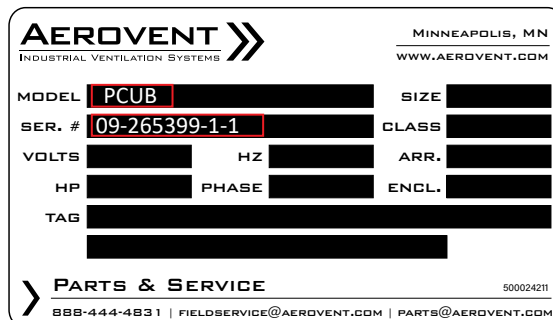 AEROVENT
INDUSTRIAL VENTILATION SYSTEMS
MINNEAPOLIS, MN
WWW.AEROVENT.COM
MODEL PCUB SIZE
SER. # 09-265399-1-1 CLASS
VOLTS HZ ARR.
HP PHASE ENCL.
TAG
PARTS & SERVICE 500024211
888-444-4831 | FIELDSERVICE@AEROVENT.COM | PARTS@AEROVENT.COM